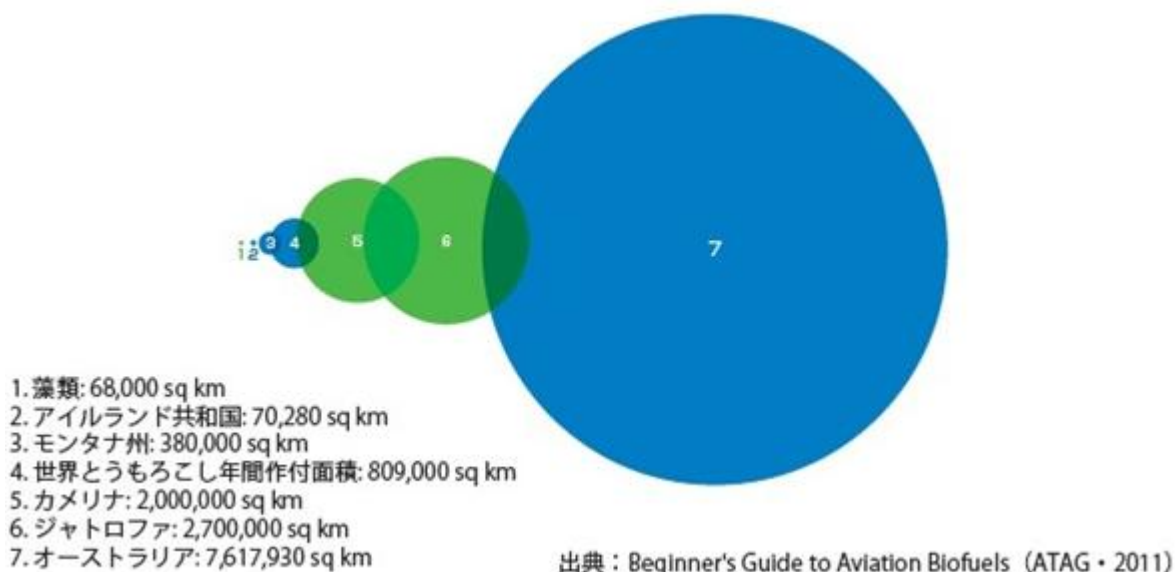 1
2
3
4
5
6
7
1. 藻類: 68,000 sq km
2. アイルランド共和国: 70,280 sq km
3. モンタナ州: 380,000 sq km
4. 世界とうもろこし年間作付面積: 809,000 sq km
5. カメリナ: 2,000,000 sq km
6. ジャトロファ: 2,700,000 sq km
7. オーストラリア: 7,617,930 sq km
出典：Beginner's Guide to Aviation Biofuels（ATAG・2011）